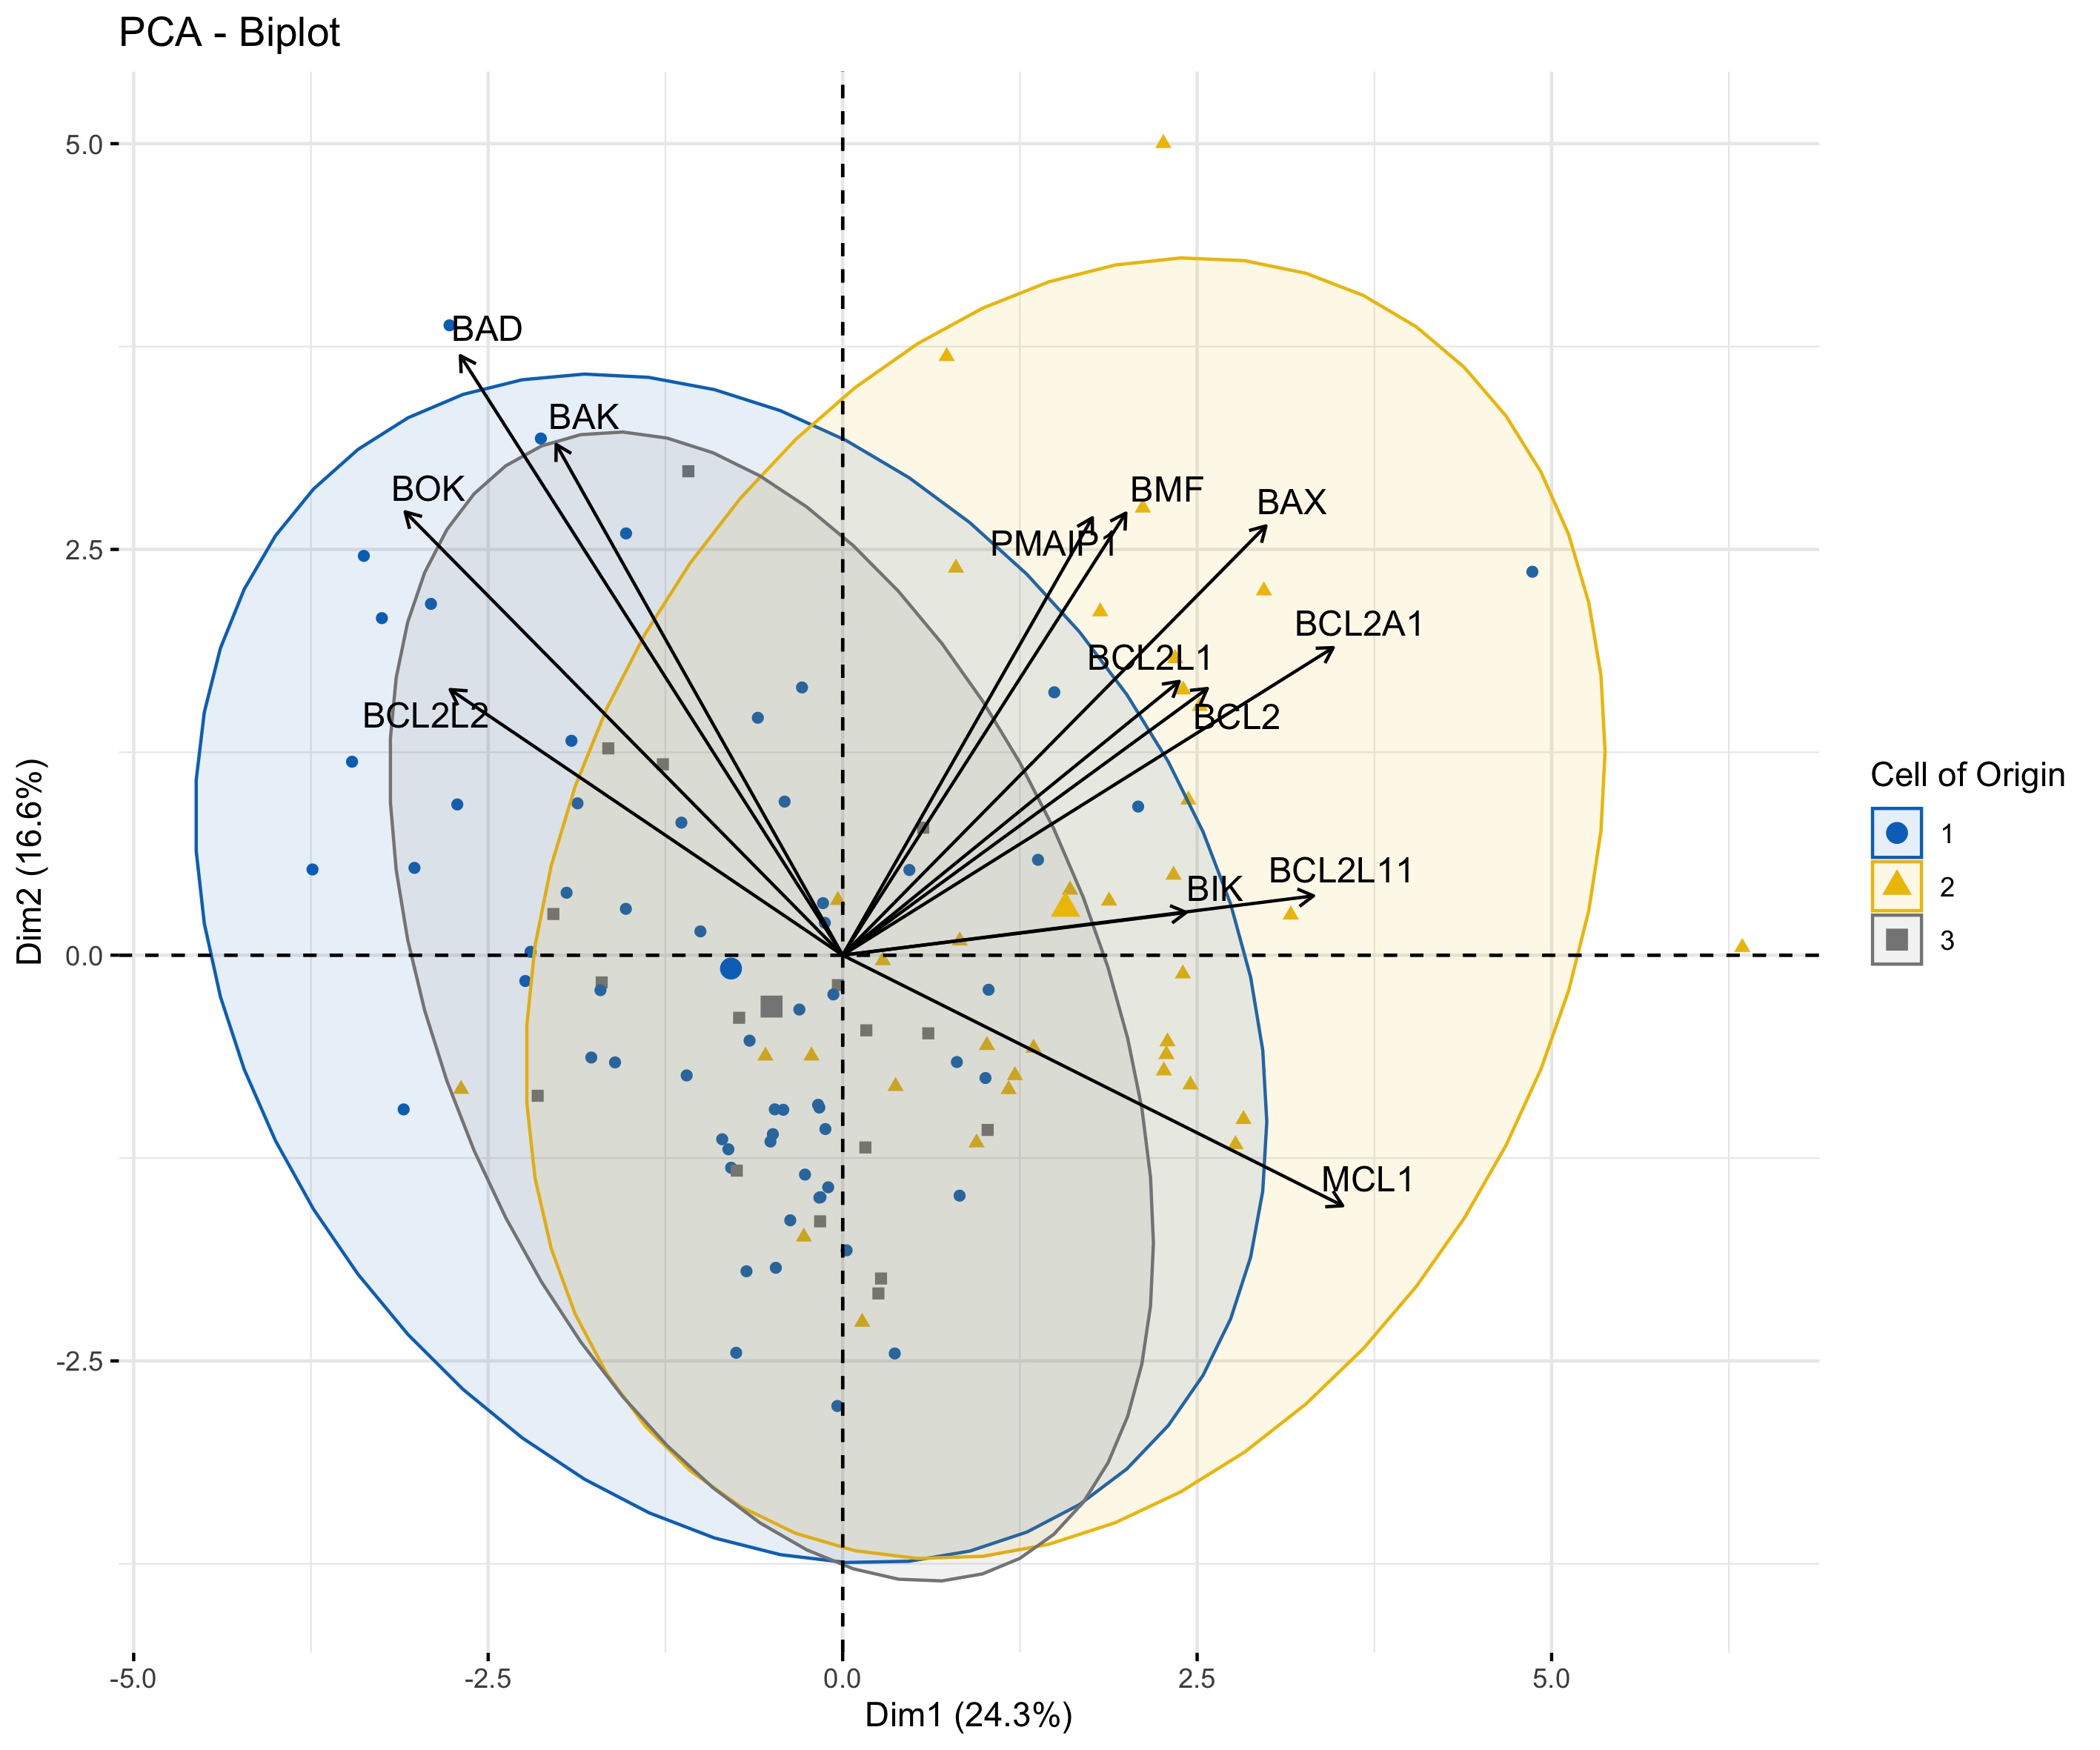 PCA - Biplot
5.0
2.5
0.0
-2.5
Dim2 (16.6%)
BAD
BAK
BOK
BCL2L2
BMF
PMAIP1
BAX
BCL2A1
BCL2L1
BCL2
BCL2L11
BIK
MCL1
-5.0
-2.5
0.0
2.5
5.0
Dim1 (24.3%)
Cell of Origin
1
2
3